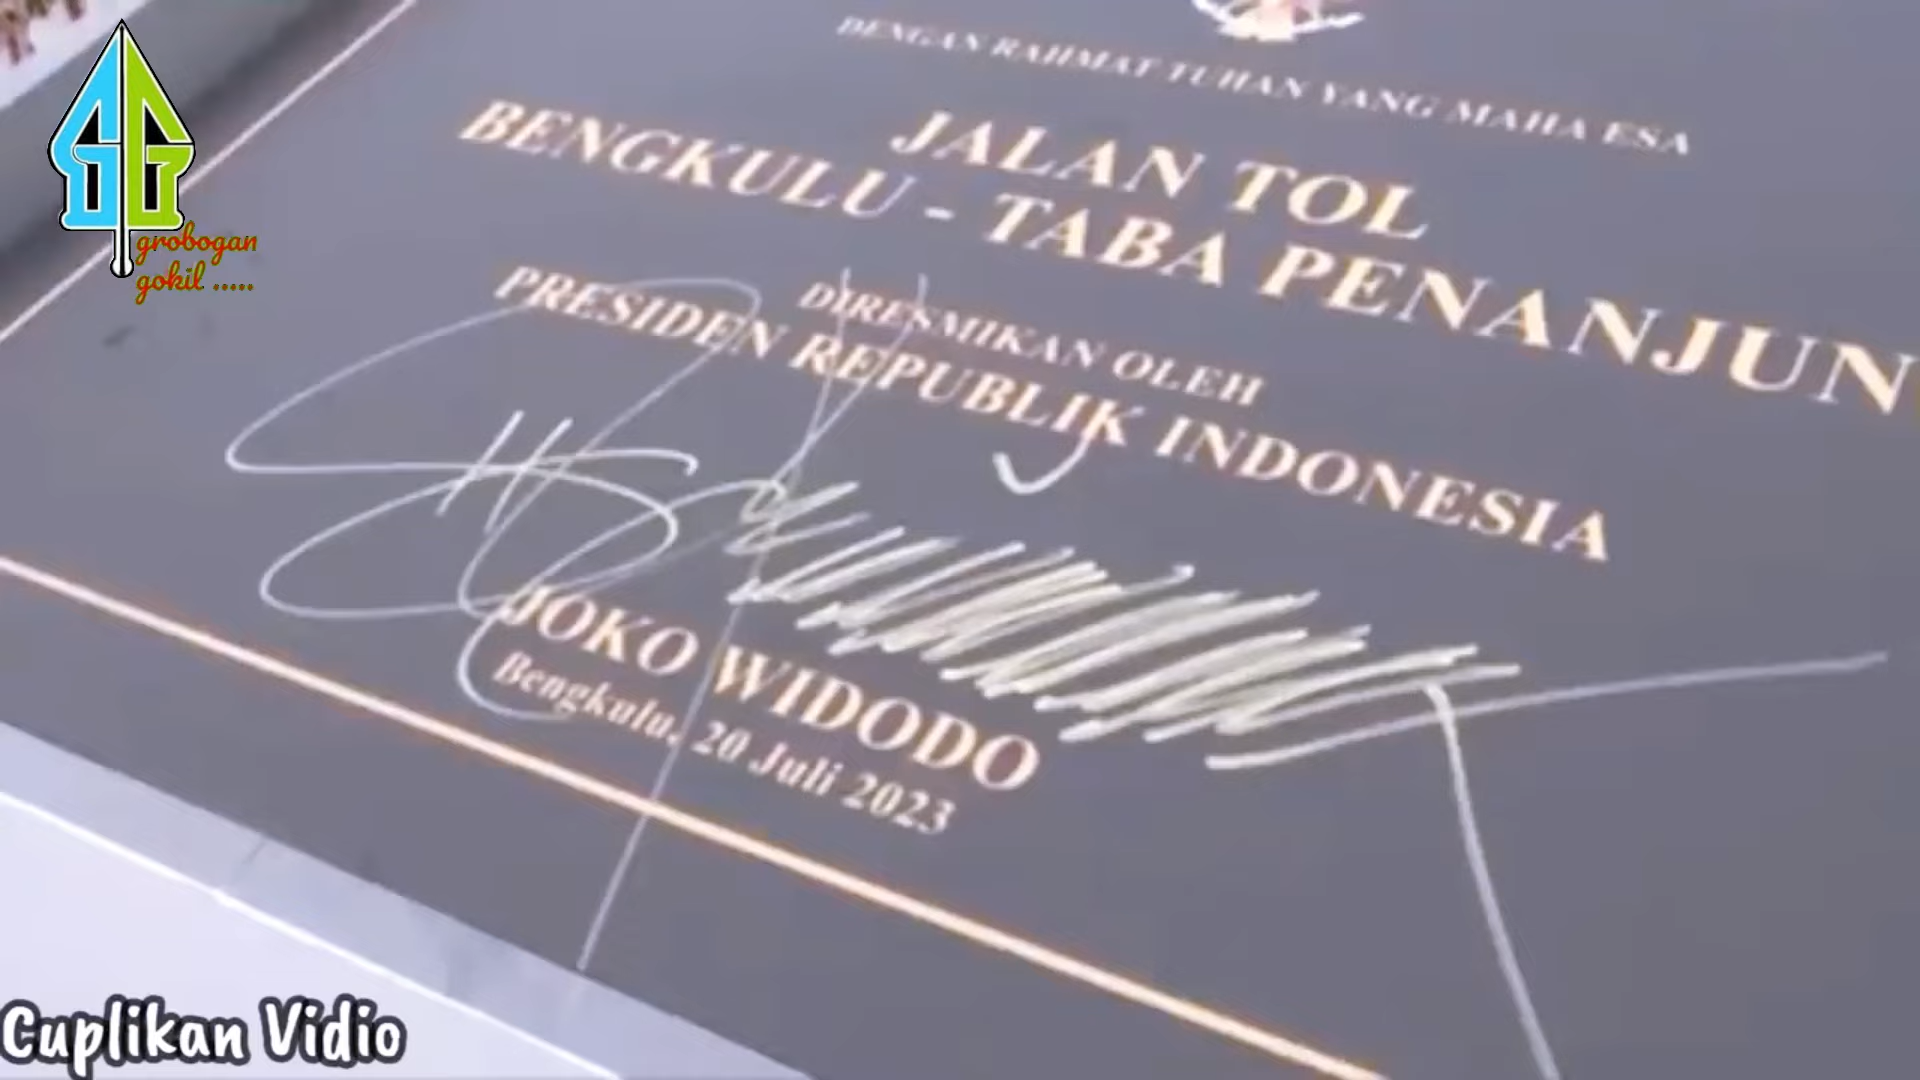 GG
grobogan
gokil .....
DENGAN RAHMAT TUHAN YANG MAHA ESA
JALAN TOL
BENGKULU - TABA PENANJUN
DIRESMIKAN OLEH
PRESIDEN REPUBLIK INDONESIA
JOKO WIDODO
Bengkulu, 20 Juli 2023
Cuplikan Vidio